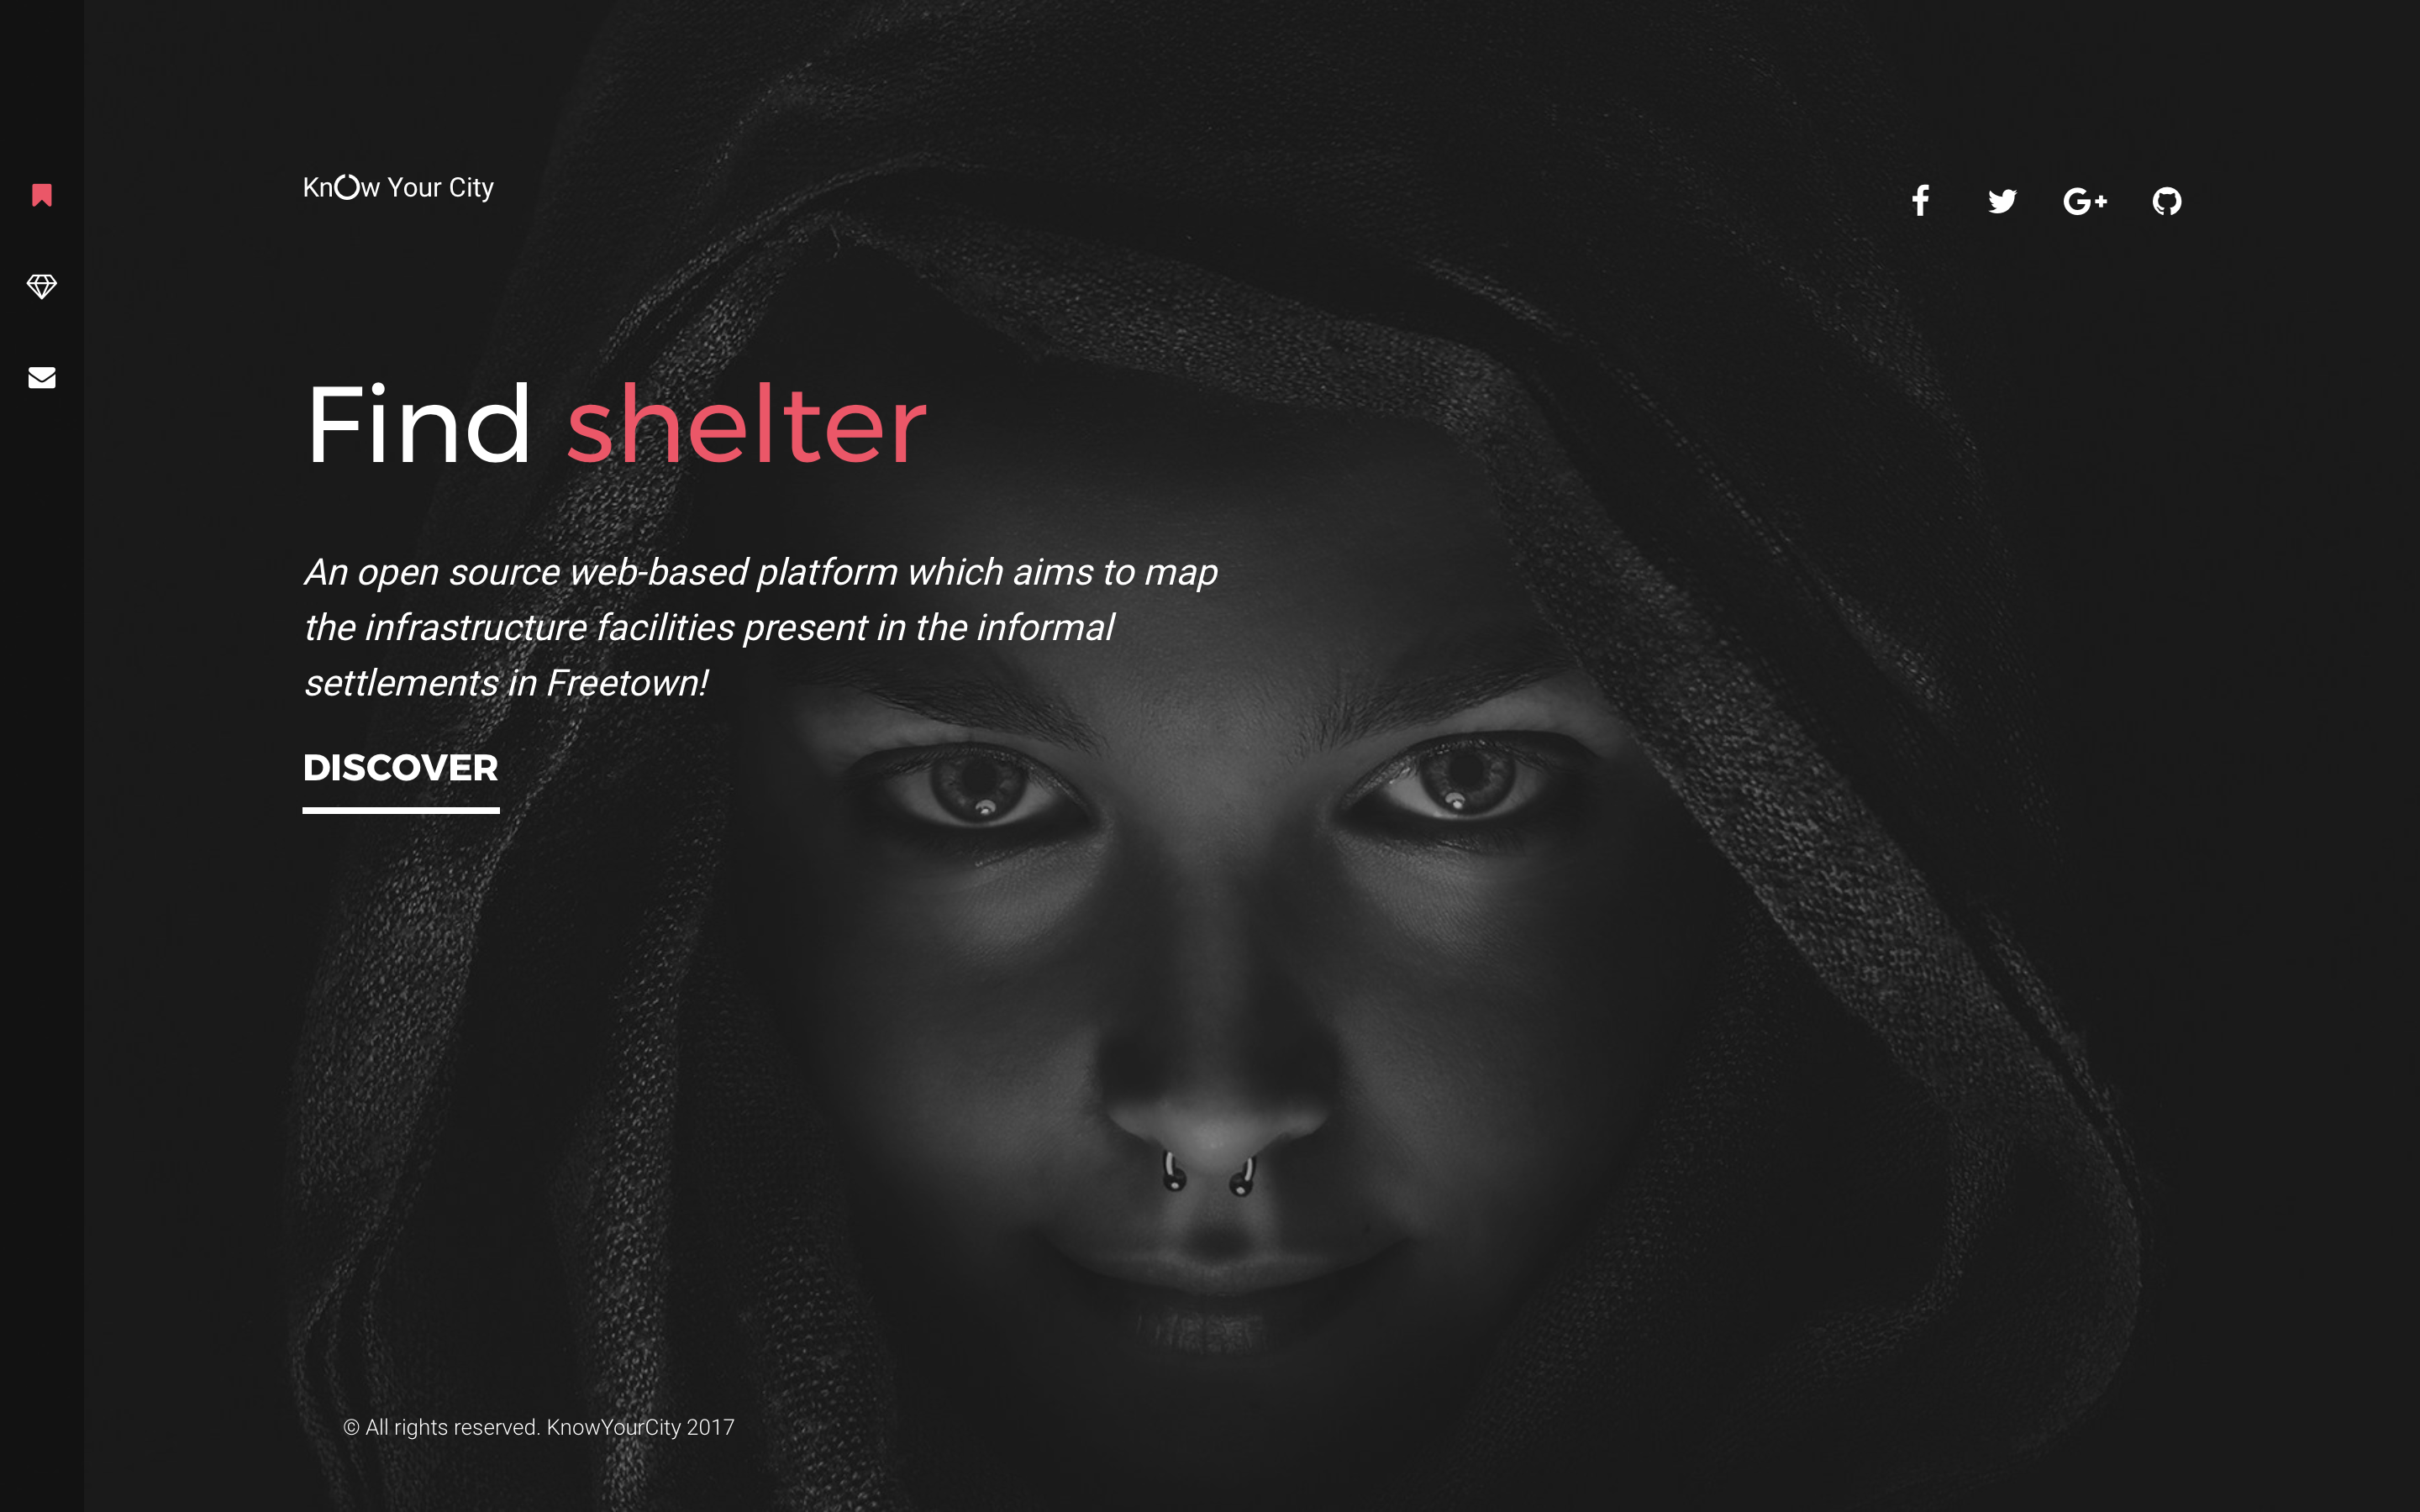 KnOw Your City
Find shelter
An open source web-based platform which aims to map
the infrastructure facilities present in the informal
settlements in Freetown!
DISCOVER
© All rights reserved. KnowYourCity 2017